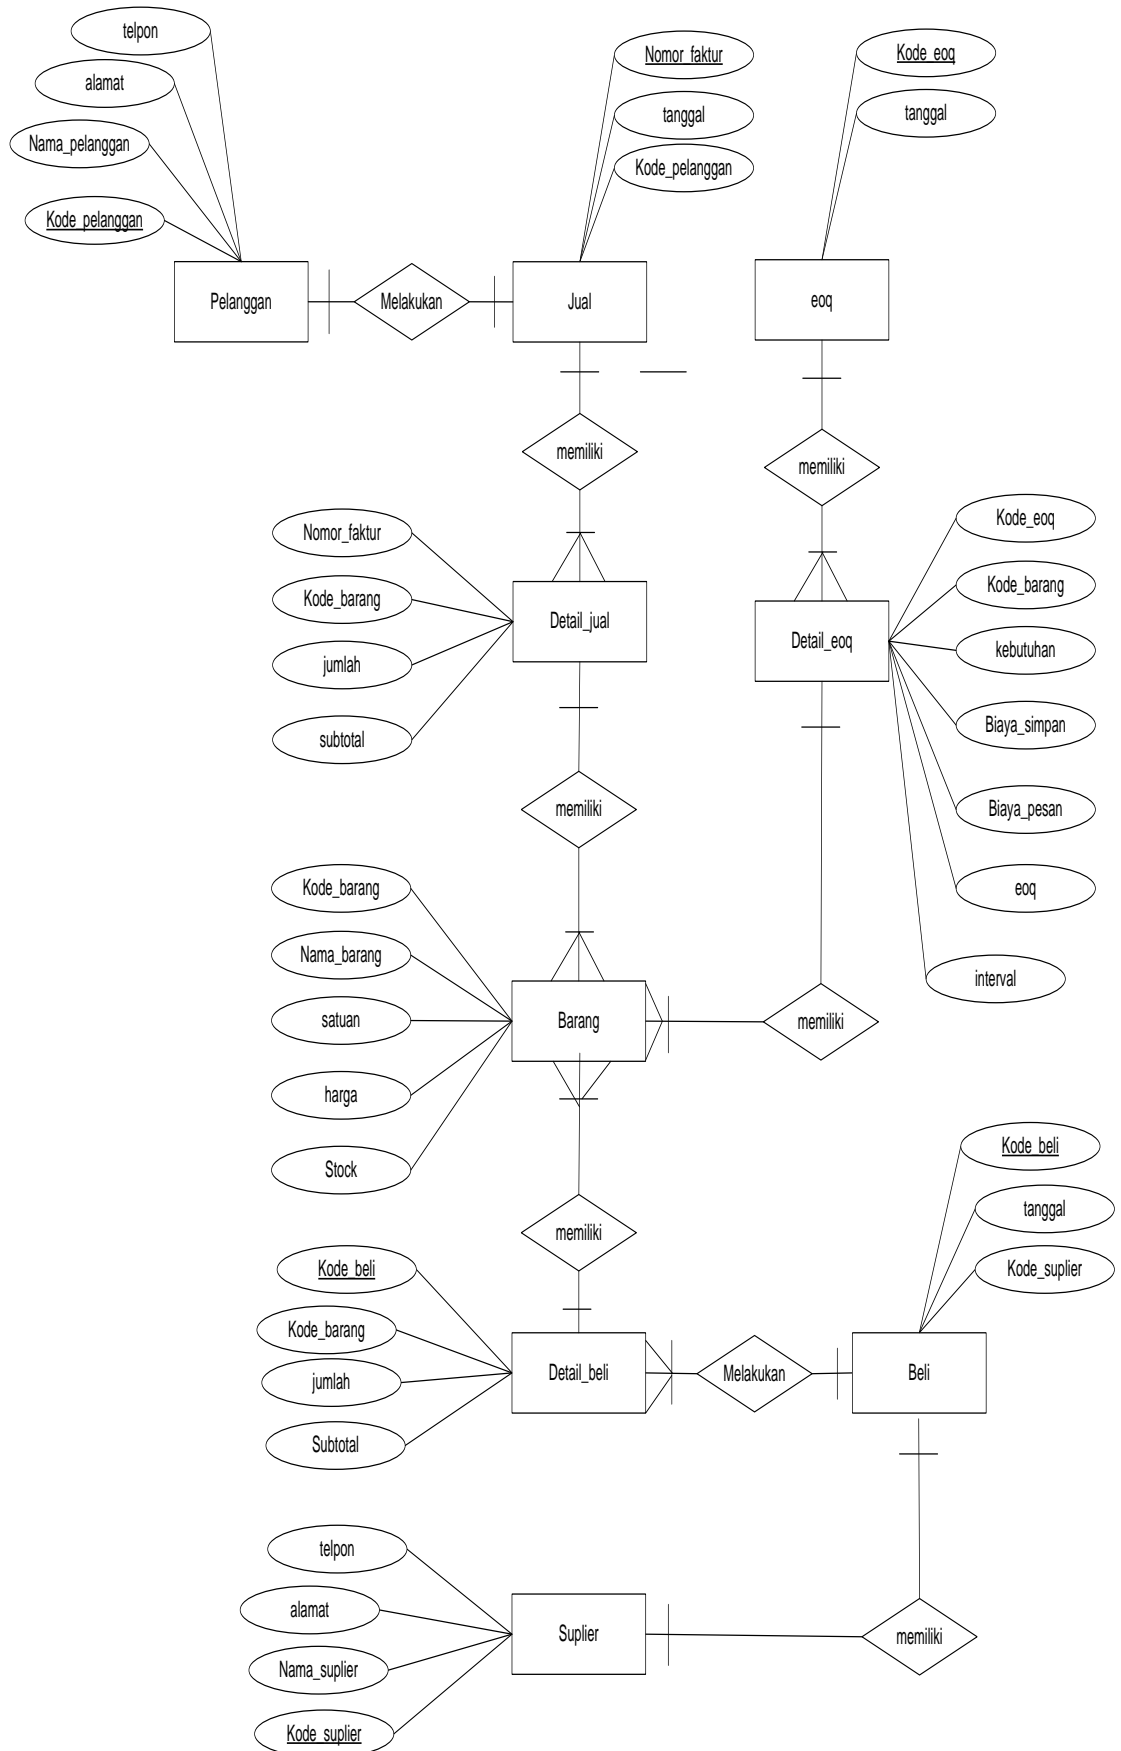 telpon
alamat
Nama_pelanggan
Kode_pelanggan
Nomor_faktur
tanggal
Kode_pelanggan
Kode_eoq
tanggal
Pelanggan
Melakukan
Jual
eoq
memiliki
memiliki
Nomor_faktur
Kode_barang
jumlah
subtotal
Detail_jual
Detail_eoq
Kode_eoq
Kode_barang
kebutuhan
Biaya_simpan
Biaya_pesan
eoq
interval
memiliki
Kode_barang
Nama_barang
satuan
harga
Stock
Barang
memiliki
memiliki
Kode_beli
tanggal
Kode_suplier
Kode_beli
Kode_barang
jumlah
Subtotal
Detail_beli
Melakukan
Beli
telpon
alamat
Nama_suplier
Kode_suplier
Suplier
memiliki